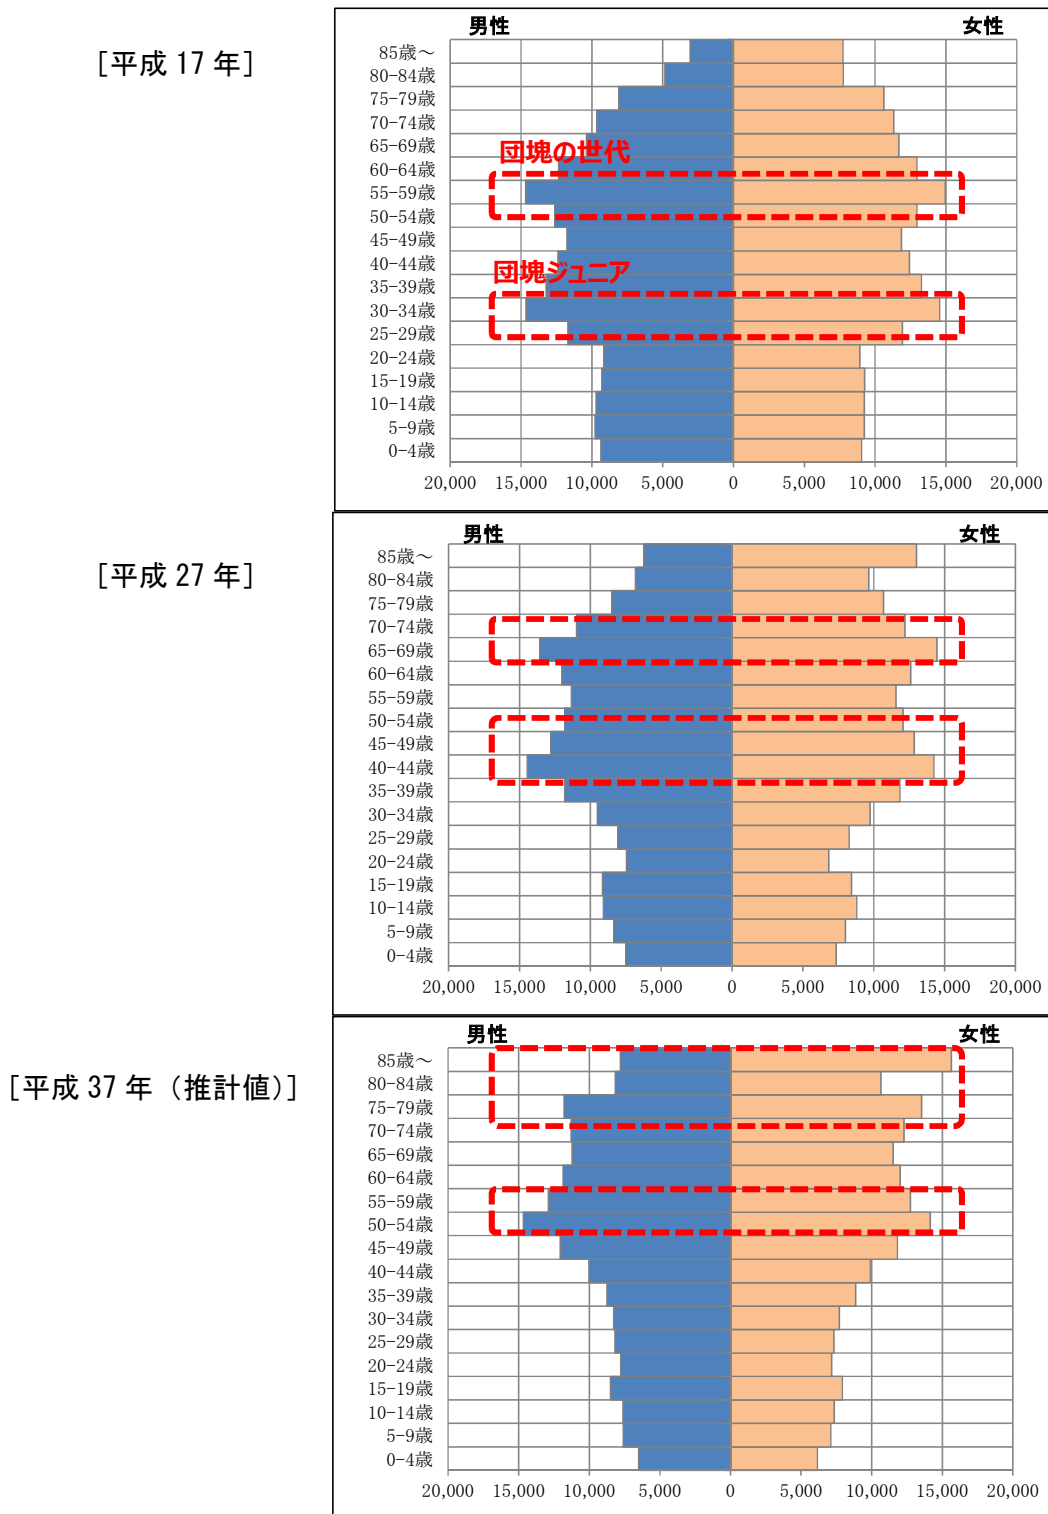 [平成 17 年]
男性 女性
85歳～
80-84歳
75-79歳
70-74歳
65-69歳
団塊の世代
60-64歳
55-59歳
50-54歳
45-49歳
40-44歳
団塊ジュニア
35-39歳
30-34歳
25-29歳
20-24歳
15-19歳
10-14歳
5-9歳
0-4歳
20,000 15,000 10,000 5,000 0 5,000 10,000 15,000 20,000
[平成 27 年]
男性 女性
85歳～
80-84歳
75-79歳
70-74歳
65-69歳
60-64歳
55-59歳
50-54歳
45-49歳
40-44歳
35-39歳
30-34歳
25-29歳
20-24歳
15-19歳
10-14歳
5-9歳
0-4歳
20,000 15,000 10,000 5,000 0 5,000 10,000 15,000 20,000
[平成 37 年（推計値）]
男性 女性
85歳～
80-84歳
75-79歳
70-74歳
65-69歳
60-64歳
55-59歳
50-54歳
45-49歳
40-44歳
35-39歳
30-34歳
25-29歳
20-24歳
15-19歳
10-14歳
5-9歳
0-4歳
20,000 15,000 10,000 5,000 0 5,000 10,000 15,000 20,000